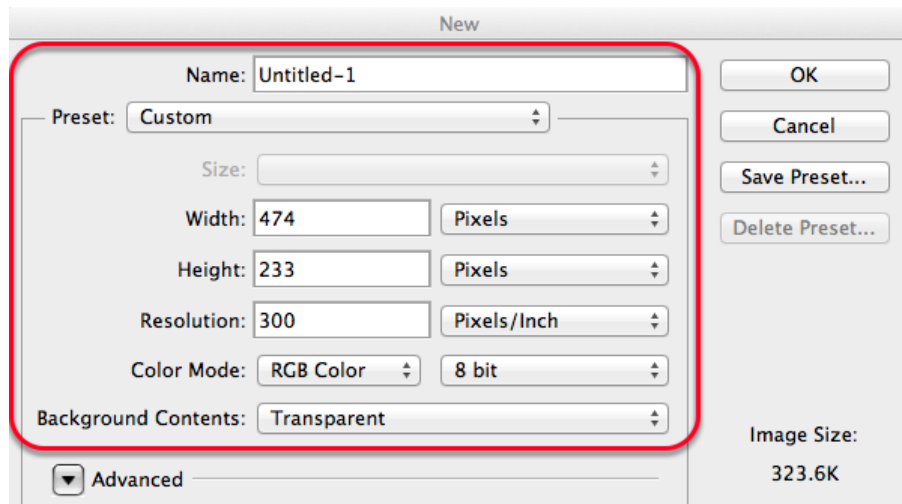 New
Name: Untitled-1
OK
Preset: Custom
Cancel
Size:
Save Preset...
Width: 474 Pixels
Delete Preset...
Height: 233 Pixels
Resolution: 300 Pixels/Inch
Color Mode: RGB Color 8 bit
Background Contents: Transparent
Image Size:
323.6K
Advanced